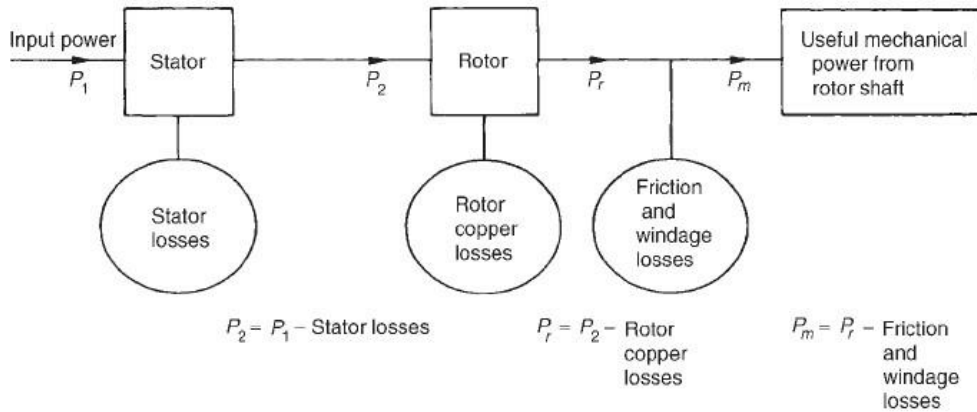 Input power
P1
Stator
P2
Rotor
Pr
Pm
Useful mechanical
power from
rotor shaft
Stator
losses
Rotor
copper
losses
Friction
and
windage
losses
P2 = P1 – Stator losses
Pr = P2 – Rotor
copper
losses
Pm = Pr – Friction
and
windage
losses